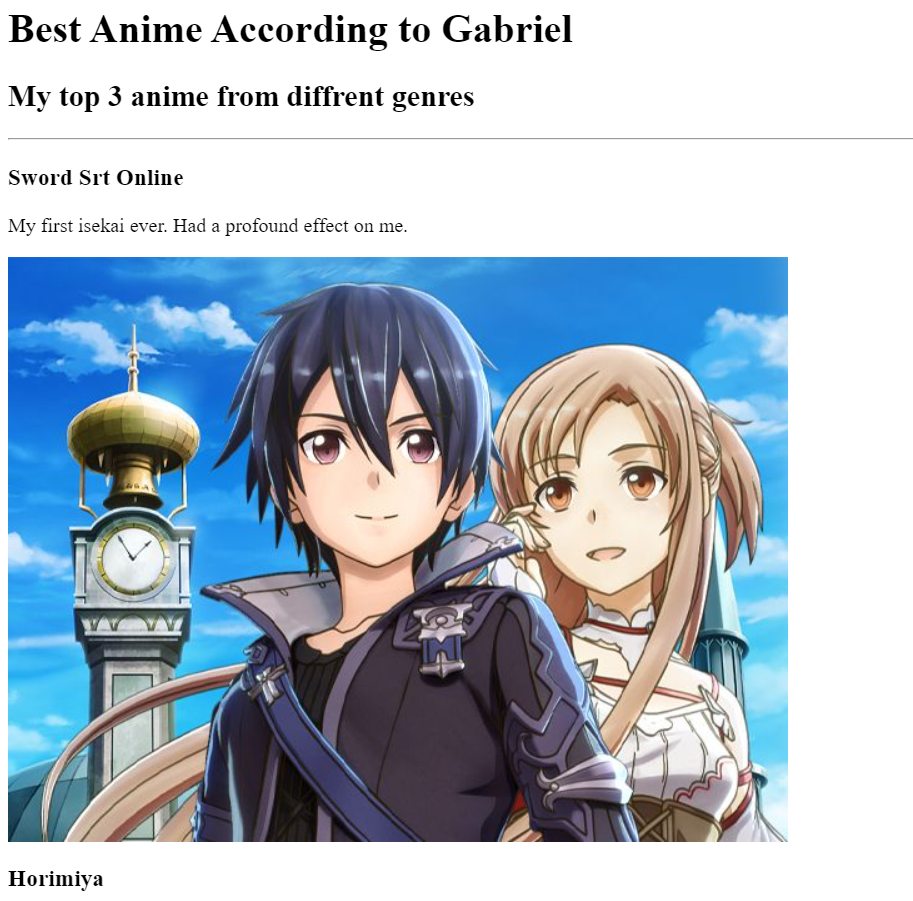 Best Anime According to Gabriel
My top 3 anime from diffrent genres
Sword Srt Online
My first isekai ever. Had a profound effect on me.
Horimiya